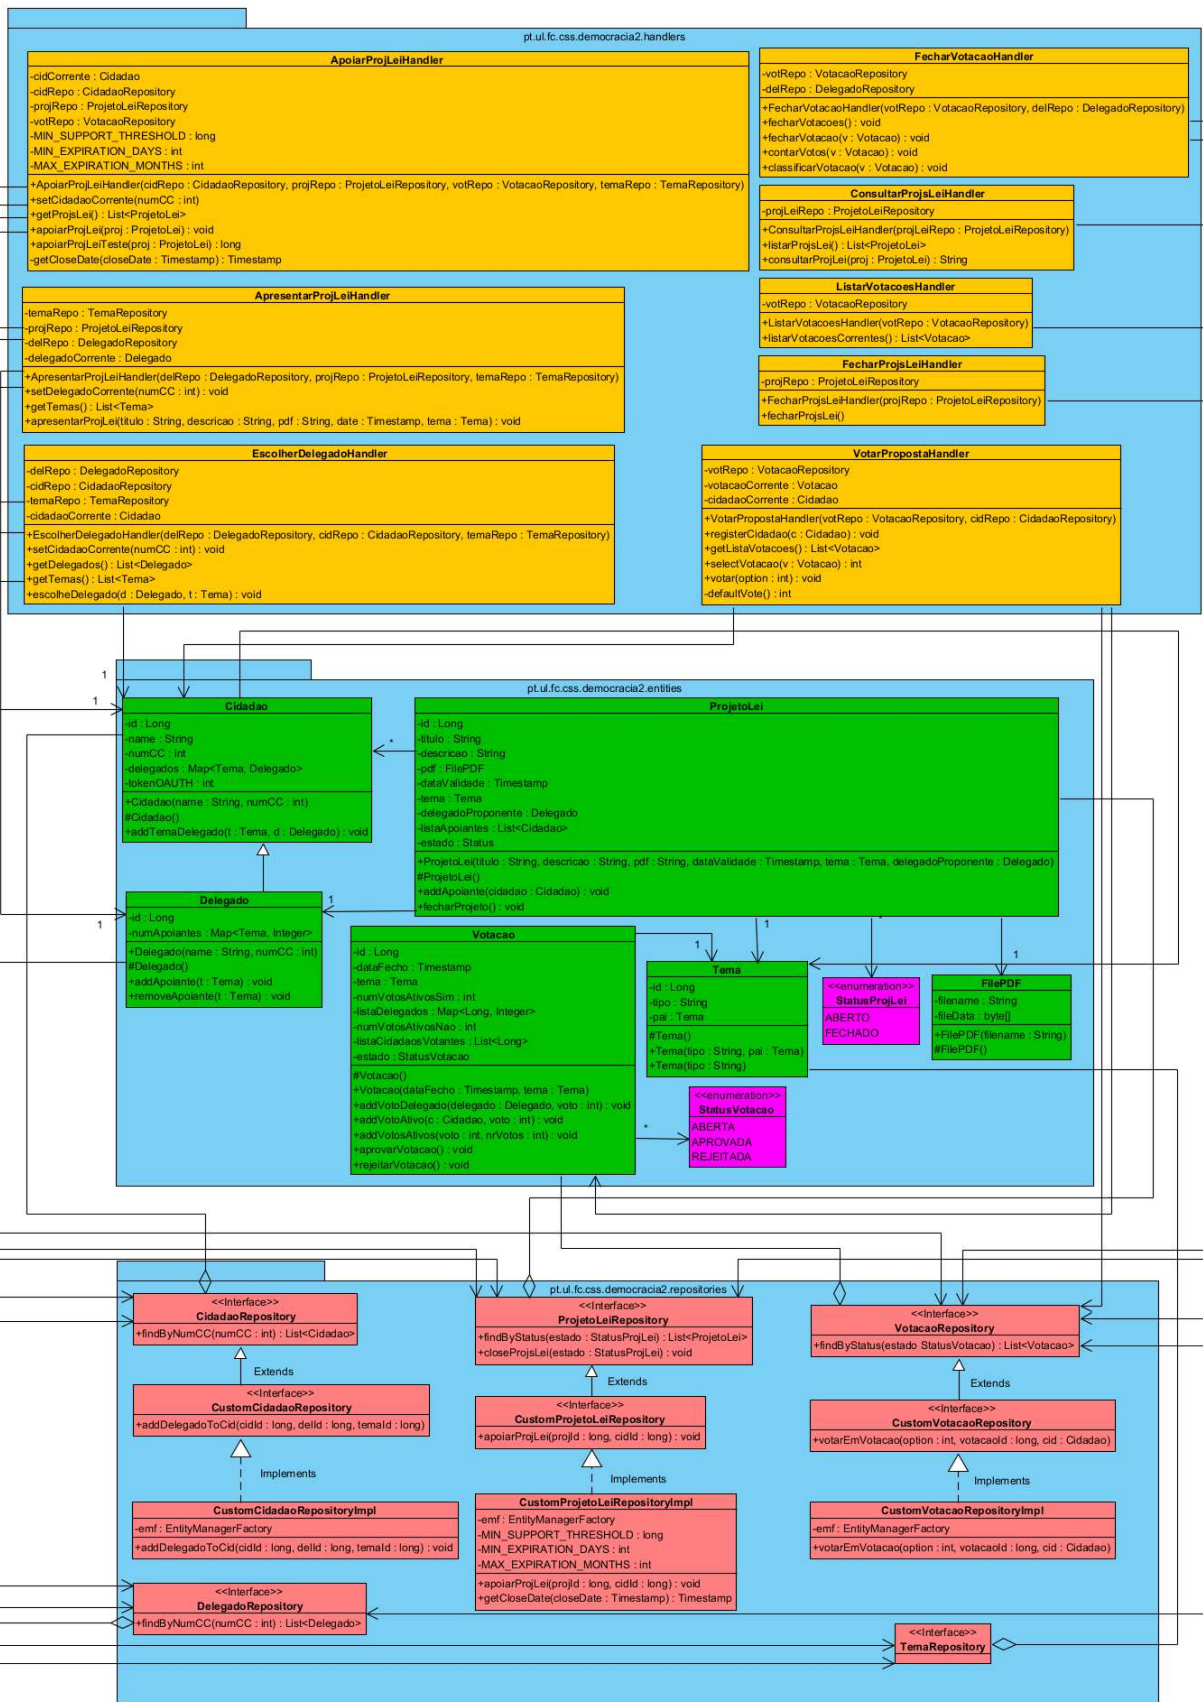 pt.ul.fc.css.democracia2.handlers
ApoiarProjLeiHandler
-cidCorrente : Cidadao
-cidRepo : CidadaoRepository
-projRepo : ProjetoLeiRepository
-votRepo : VotacaoRepository
-MIN_SUPPORT_THRESHOLD : long
-MIN_EXPIRATION_DAYS : int
-MAX_EXPIRATION_MONTHS : int
+ApoiarProjLeiHandler(cidRepo : CidadaoRepository, projRepo : ProjetoLeiRepository, votRepo : VotacaoRepository, temaRepo : TemaRepository)
+setCidadaoCorrente(numCC : int)
+getProjsLei() : List<ProjetoLei>
+apoiarProjLei(proj : ProjetoLei) : void
+apoiarProjLeiTeste(proj : ProjetoLei) : long
-getCloseDate(closeDate : Timestamp) : Timestamp
FecharVotacaoHandler
-votRepo : VotacaoRepository
-delRepo : DelegadoRepository
+FecharVotacaoHandler(votRepo : VotacaoRepository, delRepo : DelegadoRepository)
+fecharVotacoes() : void
+fecharVotacao(v : Votacao) : void
+contarVotos(v : Votacao) : void
+classificarVotacao(v : Votacao) : void
ConsultarProjsLeiHandler
-projLeiRepo : ProjetoLeiRepository
+ConsultarProjsLeiHandler(projLeiRepo : ProjetoLeiRepository)
+listarProjsLei() : List<ProjetoLei>
+consultarProjLei(proj : ProjetoLei) : String
ListarVotacoesHandler
-votRepo : VotacaoRepository
+ListarVotacoesHandler(votRepo : VotacaoRepository)
+listarVotacoesCorrentes() : List<Votacao>
FecharProjsLeiHandler
-projRepo : ProjetoLeiRepository
+FecharProjsLeiHandler(projRepo : ProjetoLeiRepository)
+fecharProjsLei()
ApresentarProjLeiHandler
-temaRepo : TemaRepository
-projRepo : ProjetoLeiRepository
-delRepo : DelegadoRepository
-delegadoCorrente : Delegado
+ApresentarProjLeiHandler(delRepo : DelegadoRepository, projRepo : ProjetoLeiRepository, temaRepo : TemaRepository)
+setDelegadoCorrente(numCC : int) : void
+getTemas() : List<Tema>
+apresentarProjLei(titulo : String, descricao : String, pdf : String, date : Timestamp, tema : Tema) : void
EscolherDelegadoHandler
-delRepo : DelegadoRepository
-cidRepo : CidadaoRepository
-temaRepo : TemaRepository
-cidadaoCorrente : Cidadao
+EscolherDelegadoHandler(delRepo : DelegadoRepository, cidRepo : CidadaoRepository, temaRepo : TemaRepository)
+setCidadaoCorrente(numCC : int) : void
+getDelegados() : List<Delegado>
+getTemas() : List<Tema>
+escolheDelegado(d : Delegado, t : Tema) : void
VotarPropostaHandler
-votRepo : VotacaoRepository
-votacaoCorrente : Votacao
-cidadaoCorrente : Cidadao
+VotarPropostaHandler(votRepo : VotacaoRepository, cidRepo : CidadaoRepository)
+registerCidadao(c : Cidadao) : void
+getListaVotacoes() : List<Votacao>
+selectVotacao(v : Votacao) : int
+votar(option : int) : void
-defaultVote() : int
1
1
pt.ul.fc.css.democracia2.entities
Cidadao
-id : Long
-name : String
-numCC : int
-delegados : Map<Tema, Delegado>
-tokenOAUTH : int
+Cidadao(name : String, numCC : int)
#Cidadao()
+addTemaDelegado(t : Tema, d : Delegado) : void
*
ProjetoLei
-id : Long
-titulo : String
-descricao : String
-pdf : FilePDF
-dataValidade : Timestamp
-tema : Tema
-delegadoProponente : Delegado
-listaApoiantes : List<Cidadao>
-estado : Status
+ProjetoLei(titulo : String, descricao : String, pdf : String, dataValidade : Timestamp, tema : Tema, delegadoProponente : Delegado)
#ProjetoLei()
+addApoiante(cidadao : Cidadao) : void
+fecharProjeto() : void
1
1
Delegado
-id : Long
-numApoiantes : Map<Tema, Integer>
+Delegado(name : String, numCC : int)
#Delegado()
+addApoiante(t : Tema) : void
+removeApoiante(t : Tema) : void
Votacao
-id : Long
-dataFecho : Timestamp
-tema : Tema
-numVotosAtivosSim : int
-listaDelegados : Map<Long, Integer>
-numVotosAtivosNao : int
-listaCidadaosVotantes : List<Long>
-estado : StatusVotacao
#Votacao()
+Votacao(dataFecho : Timestamp, tema : Tema)
+addVotoDelegado(delegado : Delegado, voto : int) : void
+addVotoAtivo(c : Cidadao, voto : int) : void
+addVotosAtivos(voto : int, nrVotos : int) : void
+aprovarVotacao() : void
+rejeitarVotacao() : void
1
1
*
1
Tema
-id : Long
-tipo : String
-pai : Tema
#Tema()
+Tema(tipo : String, pai : Tema)
+Tema(tipo : String)
<<enumeration>>
StatusProjLei
ABERTO
FECHADO
FilePDF
-filename : String
-fileData : byte[]
+FilePDF(filename : String)
#FilePDF()
*
<<enumeration>>
StatusVotacao
ABERTA
APROVADA
REJEITADA
pt.ul.fc.css.democracia2.repositories
<<Interface>>
CidadaoRepository
+findByNumCC(numCC : int) : List<Cidadao>
Extends
<<Interface>>
CustomCidadaoRepository
+addDelegadoToCid(cidId : long, delId : long, temaId : long)
Implements
CustomCidadaoRepositoryImpl
-emf : EntityManagerFactory
+addDelegadoToCid(cidId : long, delId : long, temaId : long) : void
<<Interface>>
DelegadoRepository
+findByNumCC(numCC : int) : List<Delegado>
<<Interface>>
ProjetoLeiRepository
+findByStatus(estado : StatusProjLei) : List<ProjetoLei>
+closeProjsLei(estado : StatusProjLei) : void
Extends
<<Interface>>
CustomProjetoLeiRepository
+apoiarProjLei(projId : long, cidId : long) : void
Implements
CustomProjetoLeiRepositoryImpl
-emf : EntityManagerFactory
-MIN_SUPPORT_THRESHOLD : long
-MIN_EXPIRATION_DAYS : int
-MAX_EXPIRATION_MONTHS : int
+apoiarProjLei(projId : long, cidId : long) : void
+getCloseDate(closeDate : Timestamp) : Timestamp
<<Interface>>
VotacaoRepository
+findByStatus(estado StatusVotacao) : List<Votacao>
Extends
<<Interface>>
CustomVotacaoRepository
+votarEmVotacao(option : int, votacaoId : long, cid : Cidadao)
Implements
CustomVotacaoRepositoryImpl
-emf : EntityManagerFactory
+votarEmVotacao(option : int, votacaoId : long, cid : Cidadao)
<<Interface>>
TemaRepository